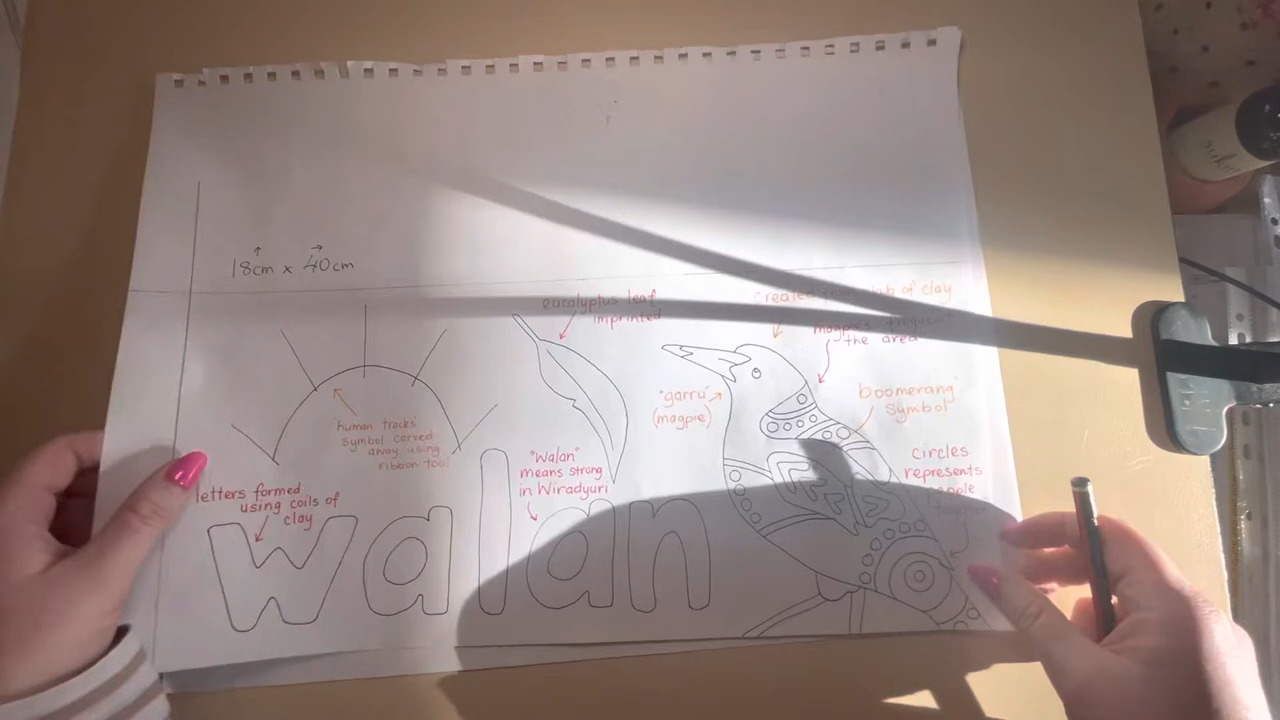 18cm x 40cm
eucalyptus leaf
imprinted
created from slab of clay
magpies frequent
the area
"garru"
(magpie)
boomerang
symbol
'human tracks'
symbol carved
away using
ribbon tool
"Walan"
means strong
in Wiradyuri
circles
represents
people
together
letters formed
using coils of
clay
walan